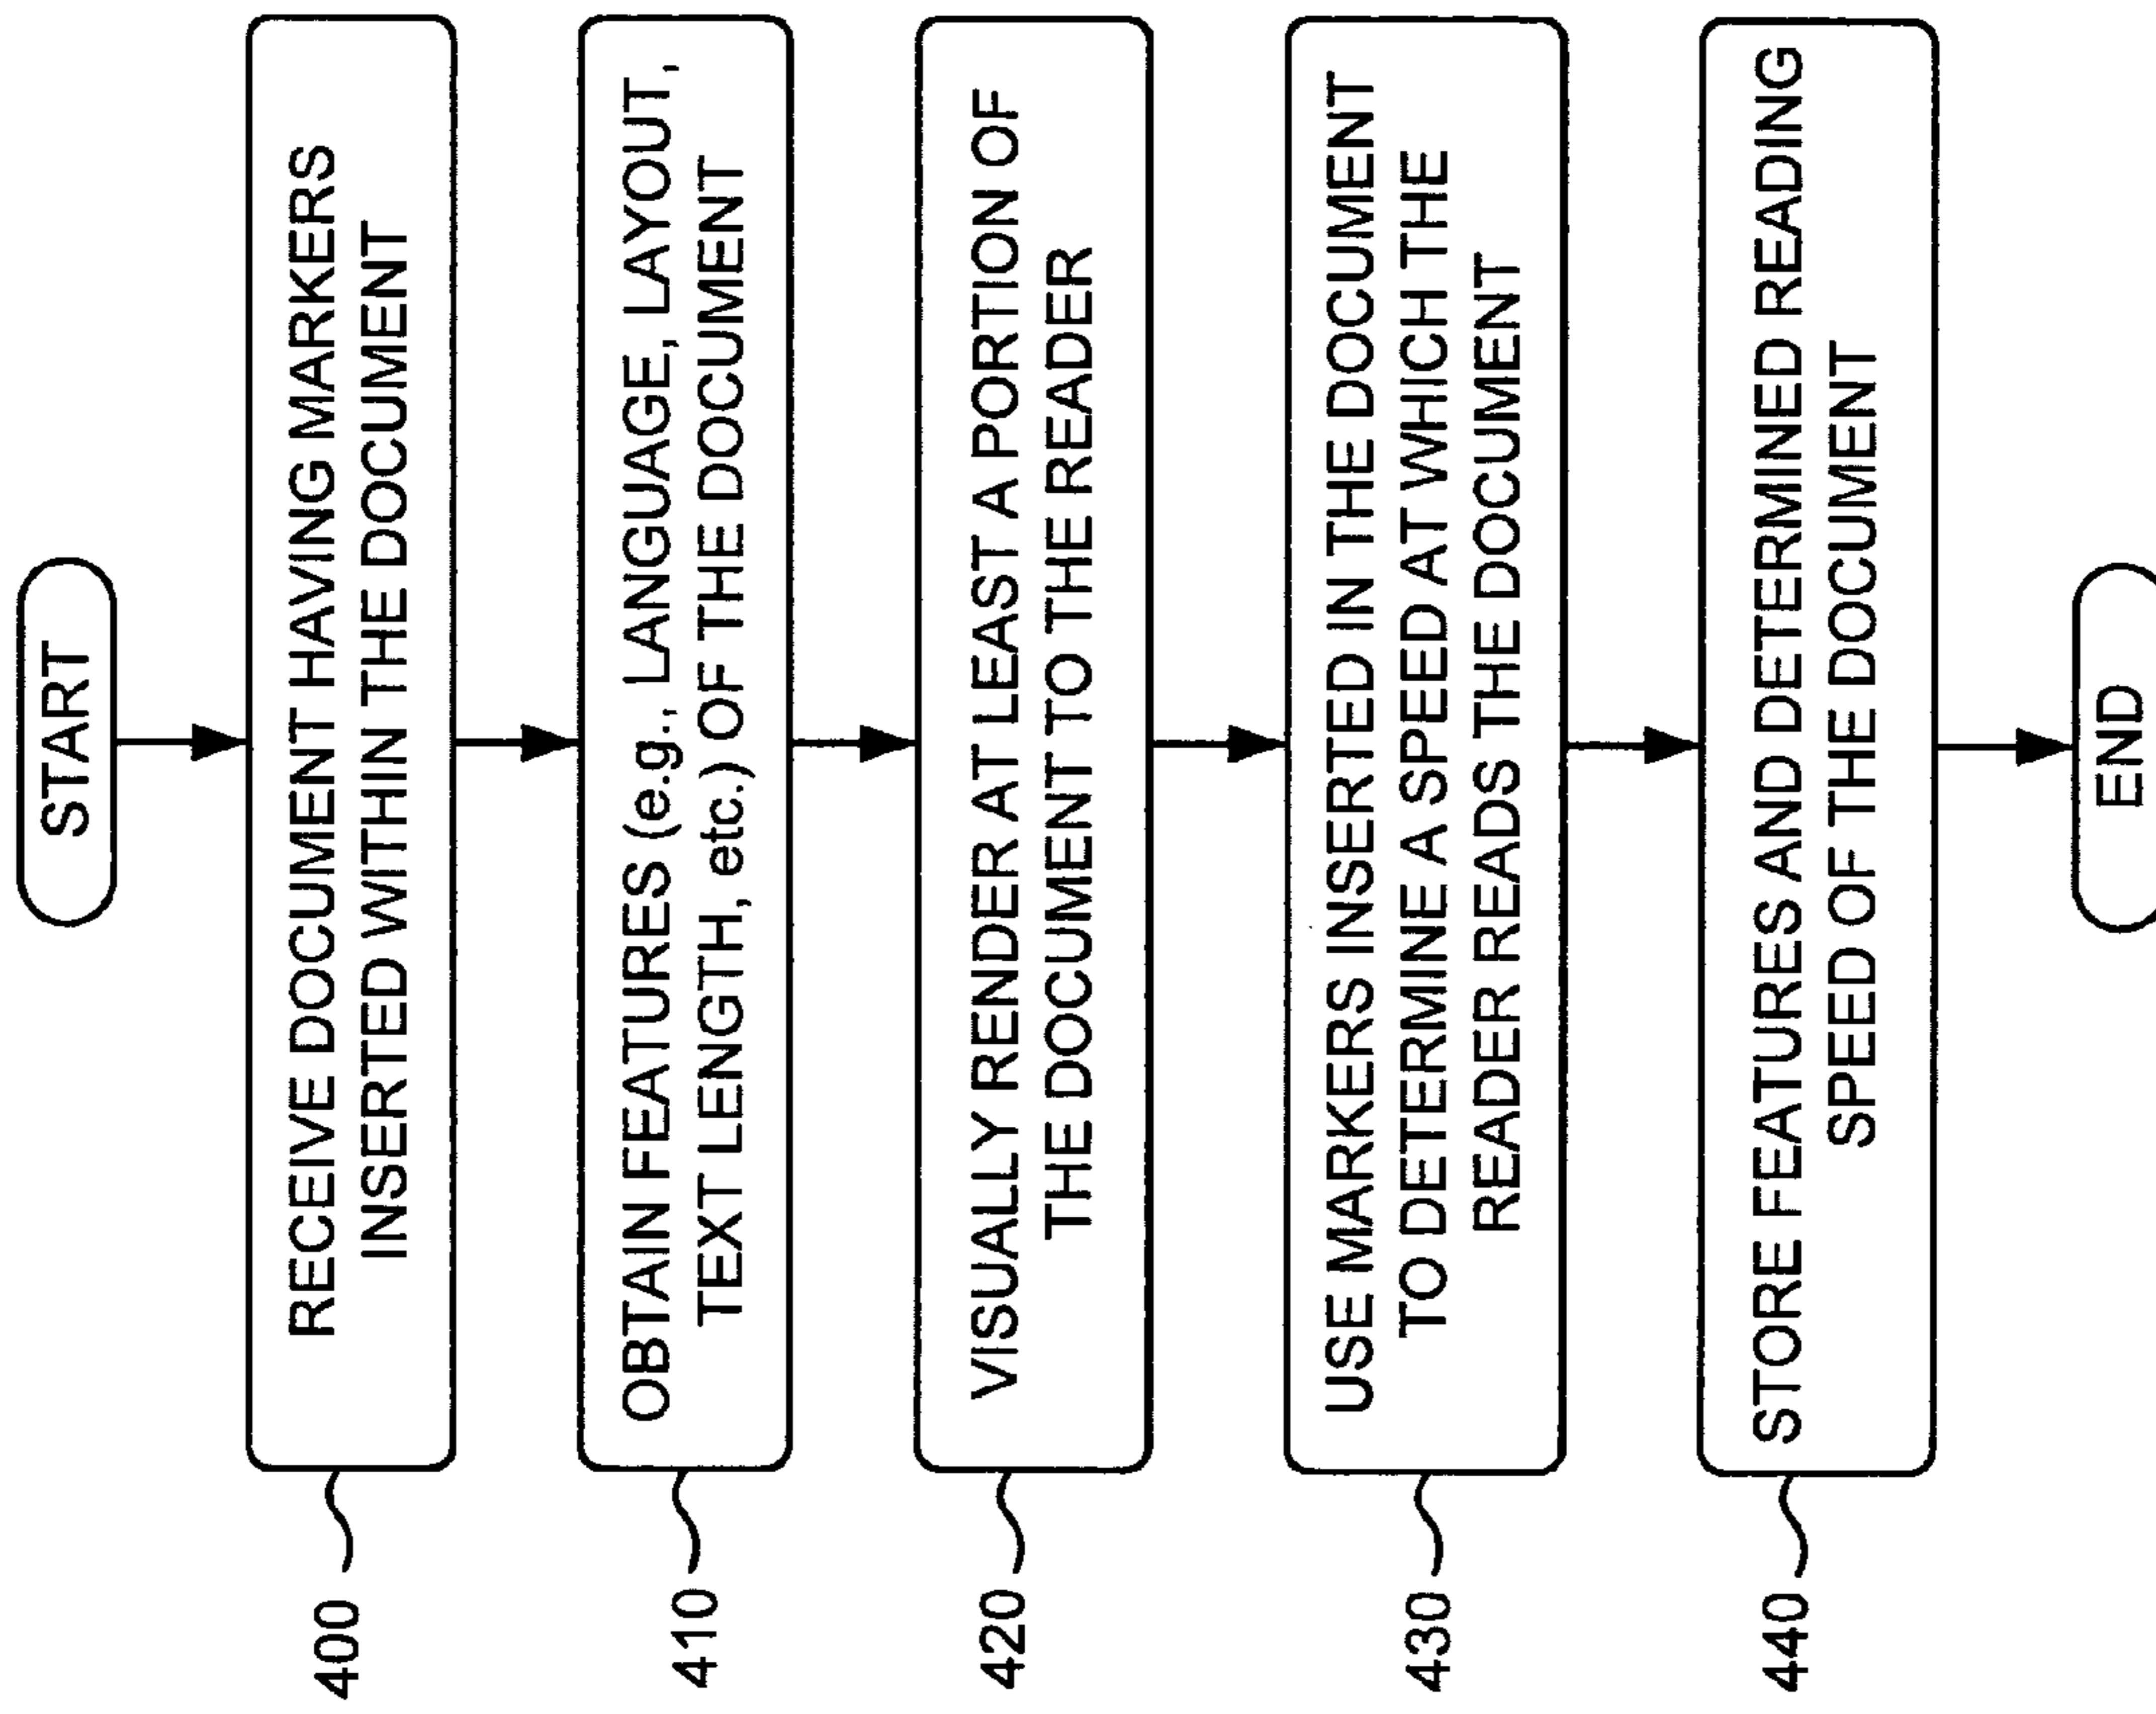 START
RECEIVE DOCUMENT HAVING MARKERS
INSERTED WITHIN THE DOCUMENT
400
OBTAIN FEATURES (e.g., LANGUAGE, LAYOUT,
TEXT LENGTH, etc.) OF THE DOCUMENT
410
VISUALLY RENDER AT LEAST A PORTION OF
THE DOCUMENT TO THE READER
420
USE MARKERS INSERTED IN THE DOCUMENT
TO DETERMINE A SPEED AT WHICH THE
READER READS THE DOCUMENT
430
STORE FEATURES AND DETERMINED READING
SPEED OF THE DOCUMENT
440
END